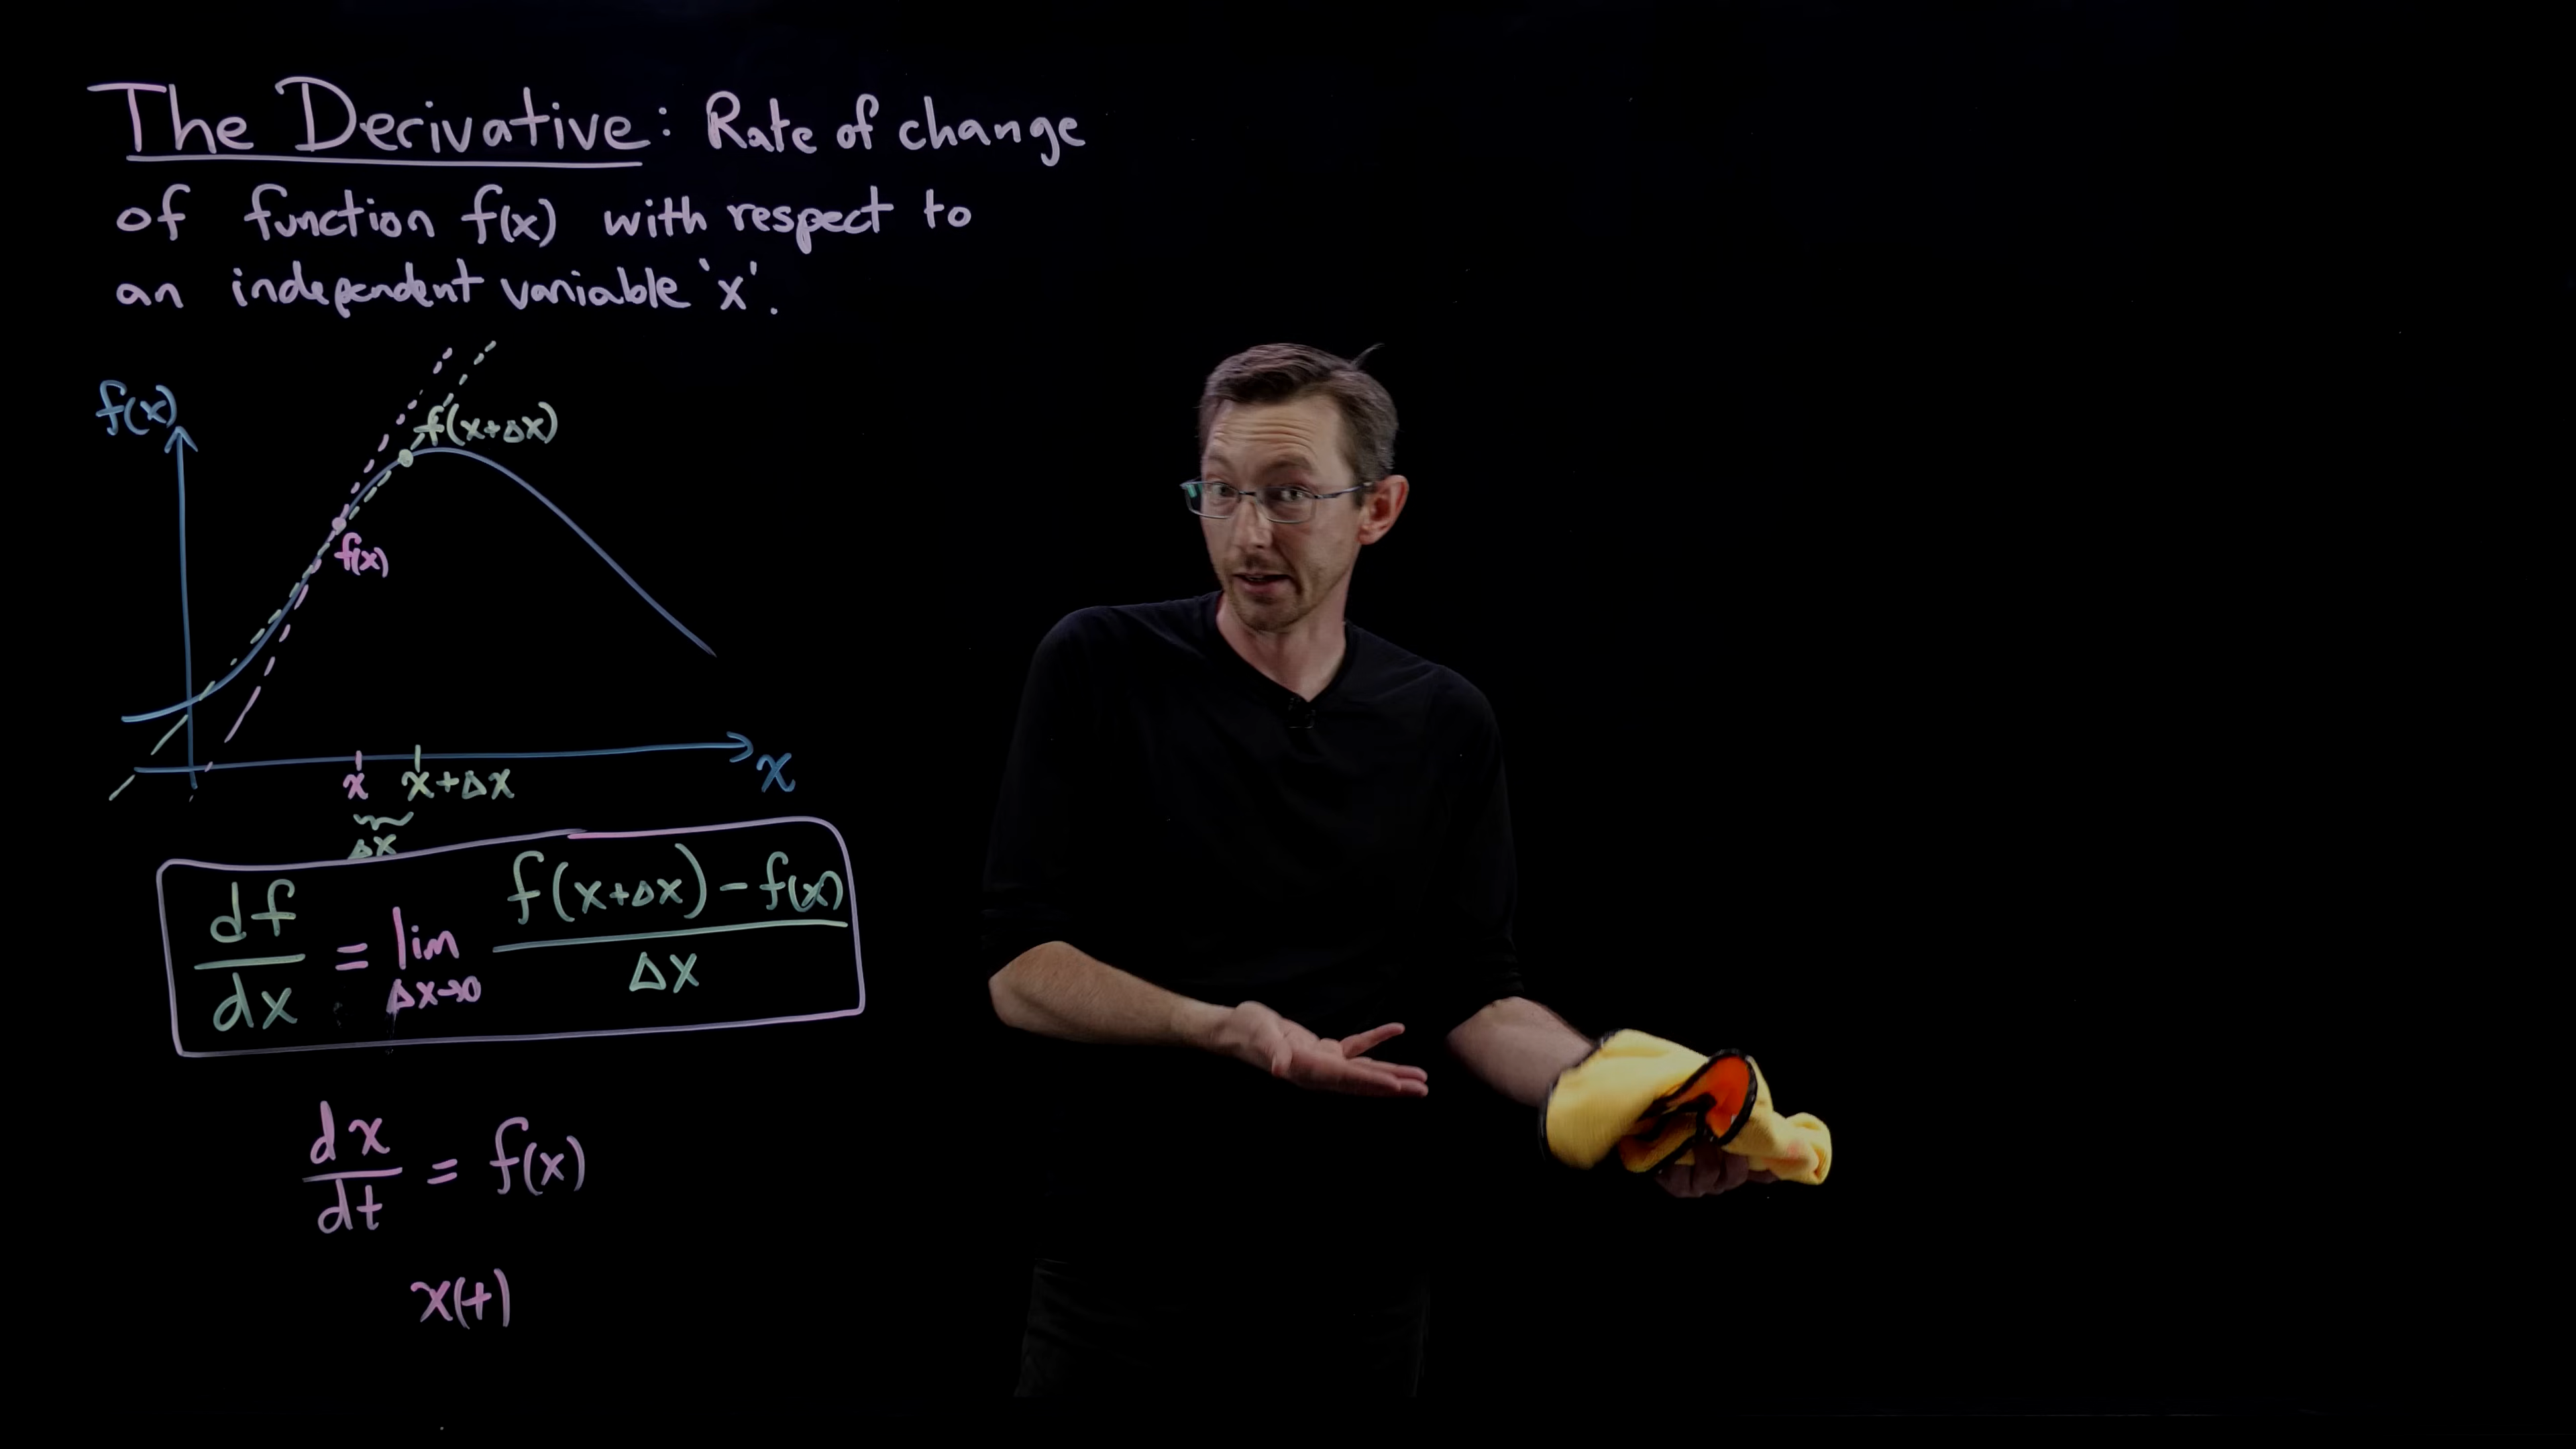 The Derivative: Rate of change
of function f(x) with respect to
an independent variable 'x'.
f(x)
f(x+Δx)
f(x)
x x+Δx
x
Δx
df/dx = lim Δx→0 f(x+Δx) - f(x) / Δx
dx/dt = f(x)
x(t)